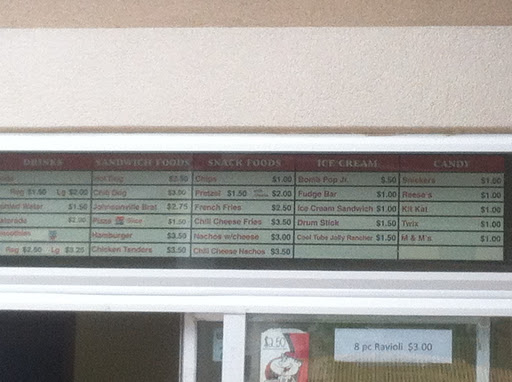 DRINKS SANDWICH FOODS SNACK FOODS ICE CREAM CANDY
Hot Dog $2.50 Chips $1.00 Bomb Pop Jr. $.50 Snickers $1.00
Reg $1.50 Lg $2.00 Chili Dog $3.00 Pretzel $1.50 $2.00 Fudge Bar $1.00 Reese's $1.00
Water $1.50 Johnsonville Brat $2.75 French Fries $2.50 Ice Cream Sandwich $1.00 Kit Kat $1.00
$2.00 Pizza Slice $1.50 Chili Cheese Fries $3.50 Drum Stick $1.50 Twix $1.00
Hamburger $3.50 Nachos w/cheese $3.00 Cool Tube Jolly Rancher $1.50 M & M's $1.00
Reg $2.50 Lg $3.25 Chicken Tenders $3.50 Chili Cheese Nachos $3.50
8 pc Ravioli $3.00